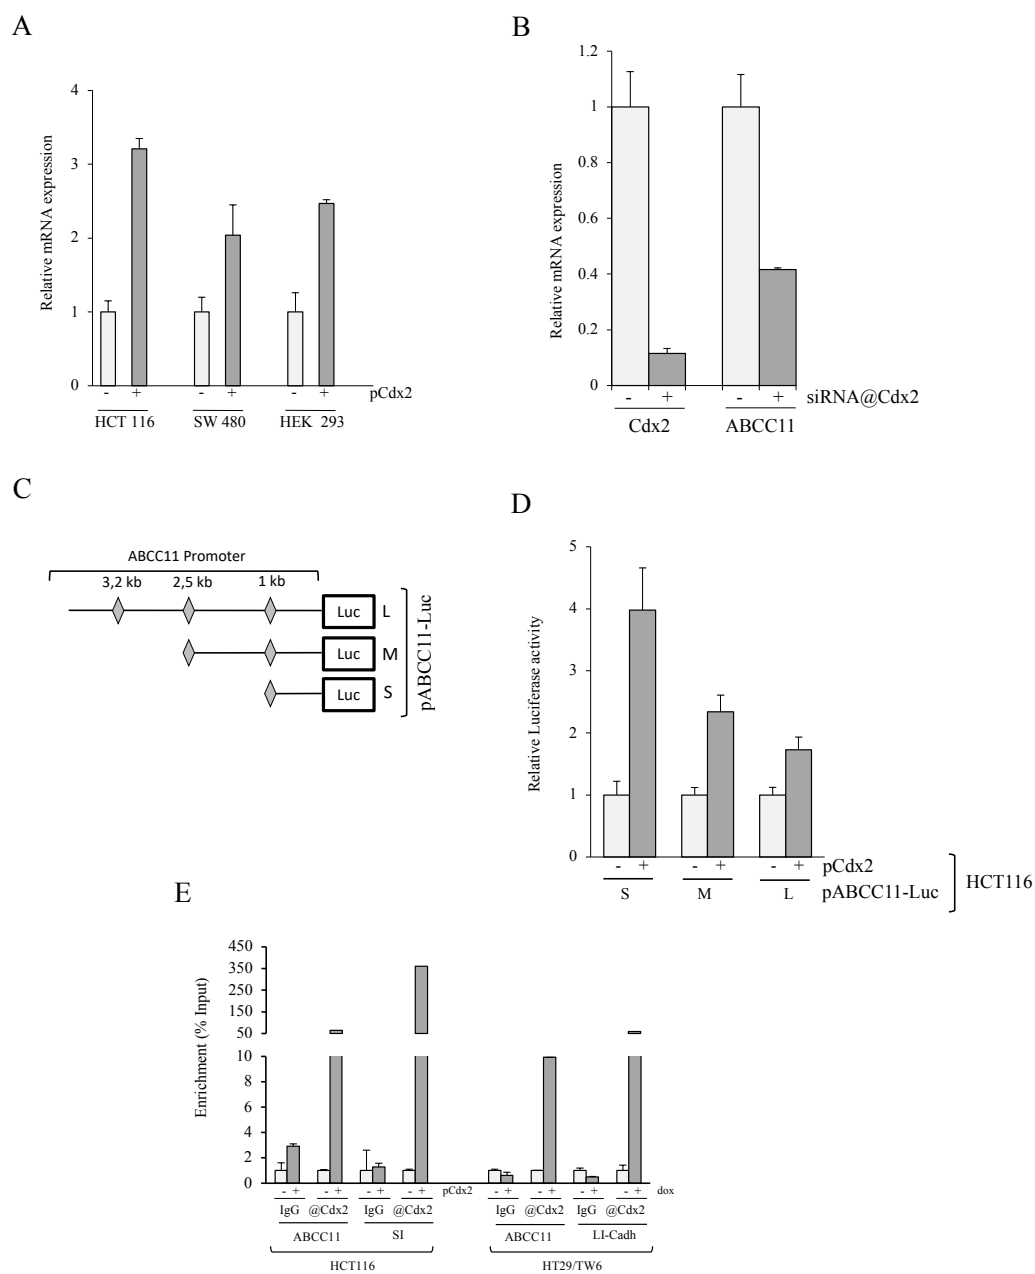 A
4
3
2
1
0
Relative mRNA expression
- + - + - + pCdx2
HCT 116 SW 480 HEK 293
B
1.2
1
0.8
0.6
0.4
0.2
0
Relative mRNA expression
- + - + siRNA@Cdx2
Cdx2 ABCC11
C
ABCC11 Promoter
3,2 kb 2,5 kb 1 kb
Luc L
Luc M
Luc S
pABCC11-Luc
D
5
4
3
2
1
0
Relative Luciferase activity
- + - + - + pCdx2
S M L pABCC11-Luc
HCT116
E
450
350
250
150
50
10
8
6
4
2
0
Enrichment (% Input)
- + - + - + - + pCdx2 - + - + - + - + dox
IgG @Cdx2 IgG @Cdx2 IgG @Cdx2 IgG @Cdx2
ABCC11 SI ABCC11 LI-Cadh
HCT116 HT29/TW6